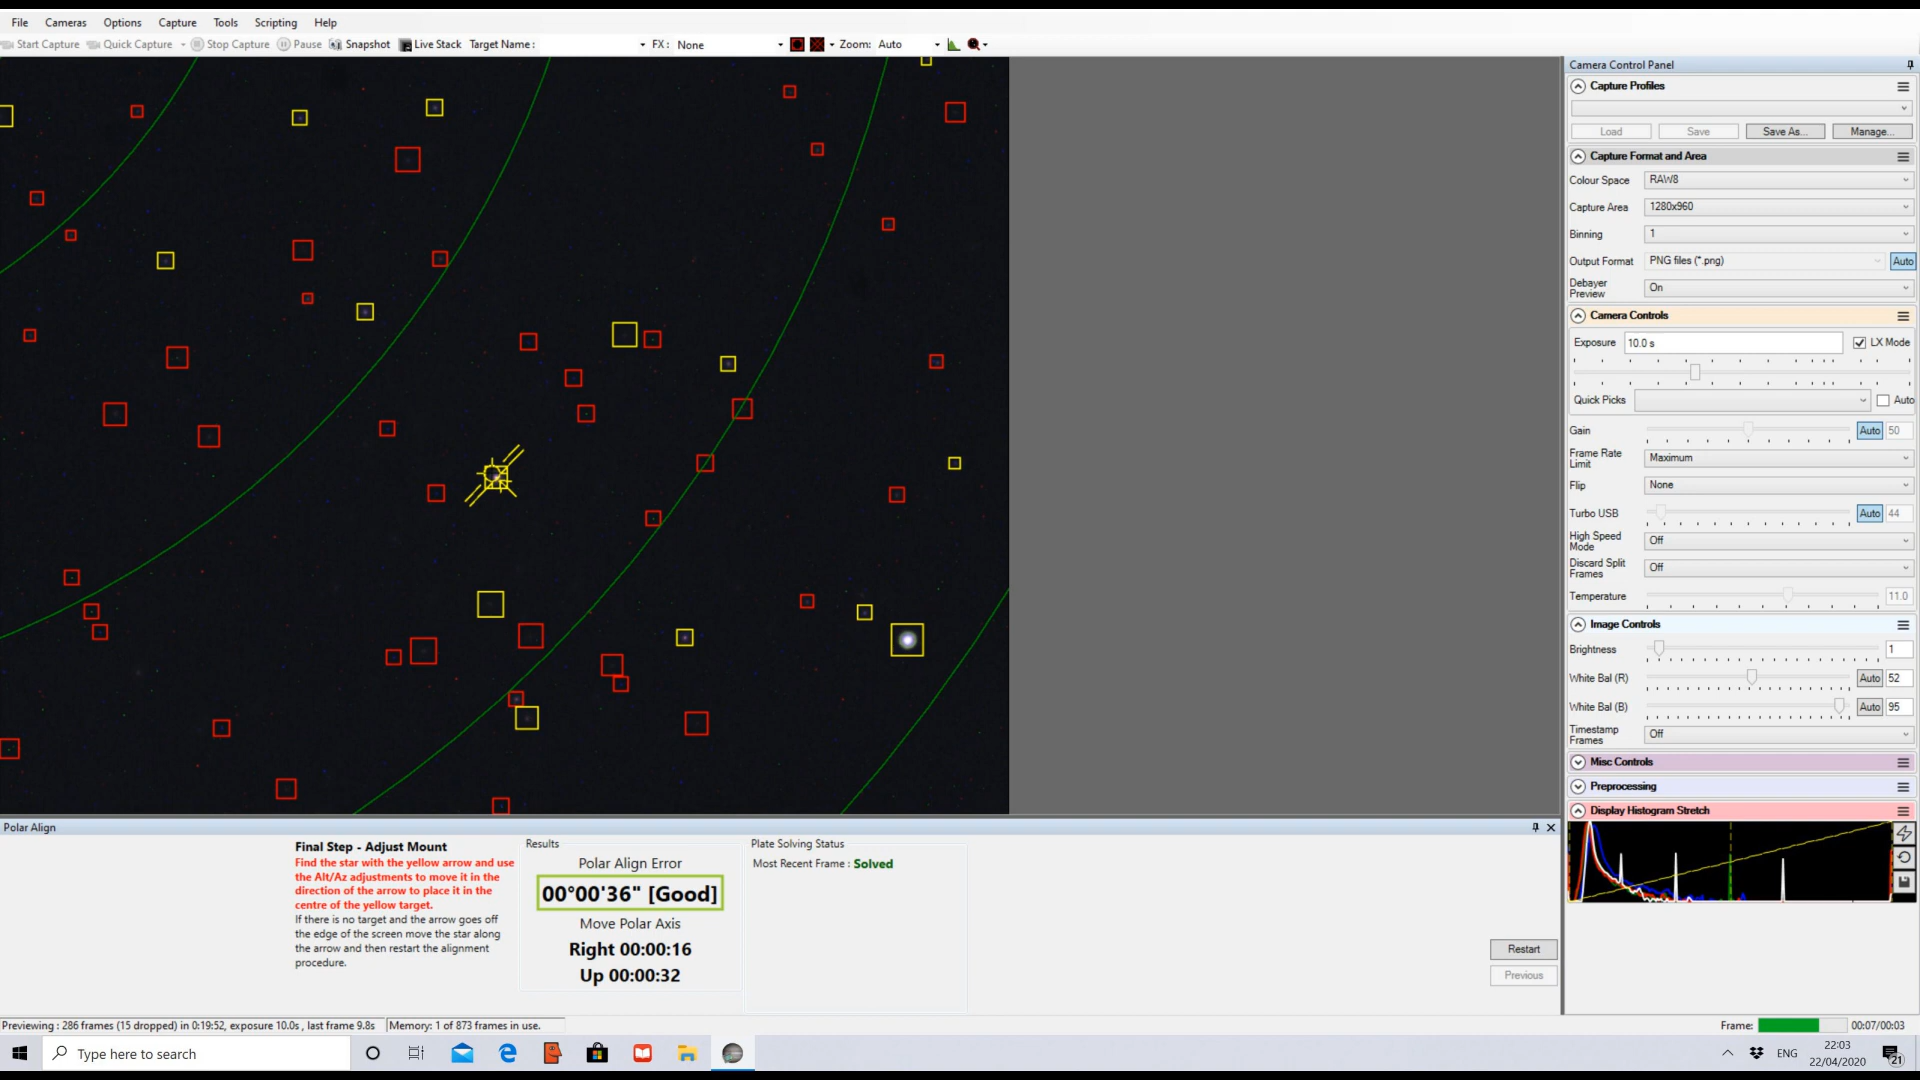 File Cameras Options Capture Tools Scripting Help
Start Capture Quick Capture Stop Capture Pause Snapshot Live Stack Target Name : FX : None Zoom: Auto
Camera Control Panel
Capture Profiles
Load Save Save As... Manage...
Capture Format and Area
Colour Space RAW8
Capture Area 1280x960
Binning 1
Output Format PNG files (*.png) Auto
Debayer
Preview On
Camera Controls
Exposure 10.0 s LX Mode
Quick Picks Auto
Gain Auto 50
Frame Rate
Limit Maximum
Flip None
Turbo USB Auto 44
High Speed
Mode Off
Discard Split
Frames Off
Temperature 11.0
Image Controls
Brightness 1
White Bal (R) Auto 52
White Bal (B) Auto 95
Timestamp
Frames Off
Misc Controls
Preprocessing
Display Histogram Stretch
Polar Align
Final Step - Adjust Mount
Find the star with the yellow arrow and use
the Alt/Az adjustments to move it in the
direction of the arrow to place it in the
centre of the yellow target.
If there is no target and the arrow goes off
the edge of the screen move the star along
the arrow and then restart the alignment
procedure.
Results
Polar Align Error
00°00'36" [Good]
Move Polar Axis
Right 00:00:16
Up 00:00:32
Plate Solving Status
Most Recent Frame : Solved
Restart
Previous
Previewing : 286 frames (15 dropped) in 0:19:52, exposure 10.0s , last frame 9.8s Memory: 1 of 873 frames in use. Frame: 00:07/00:03
Type here to search
ENG
22:03
22/04/2020
21